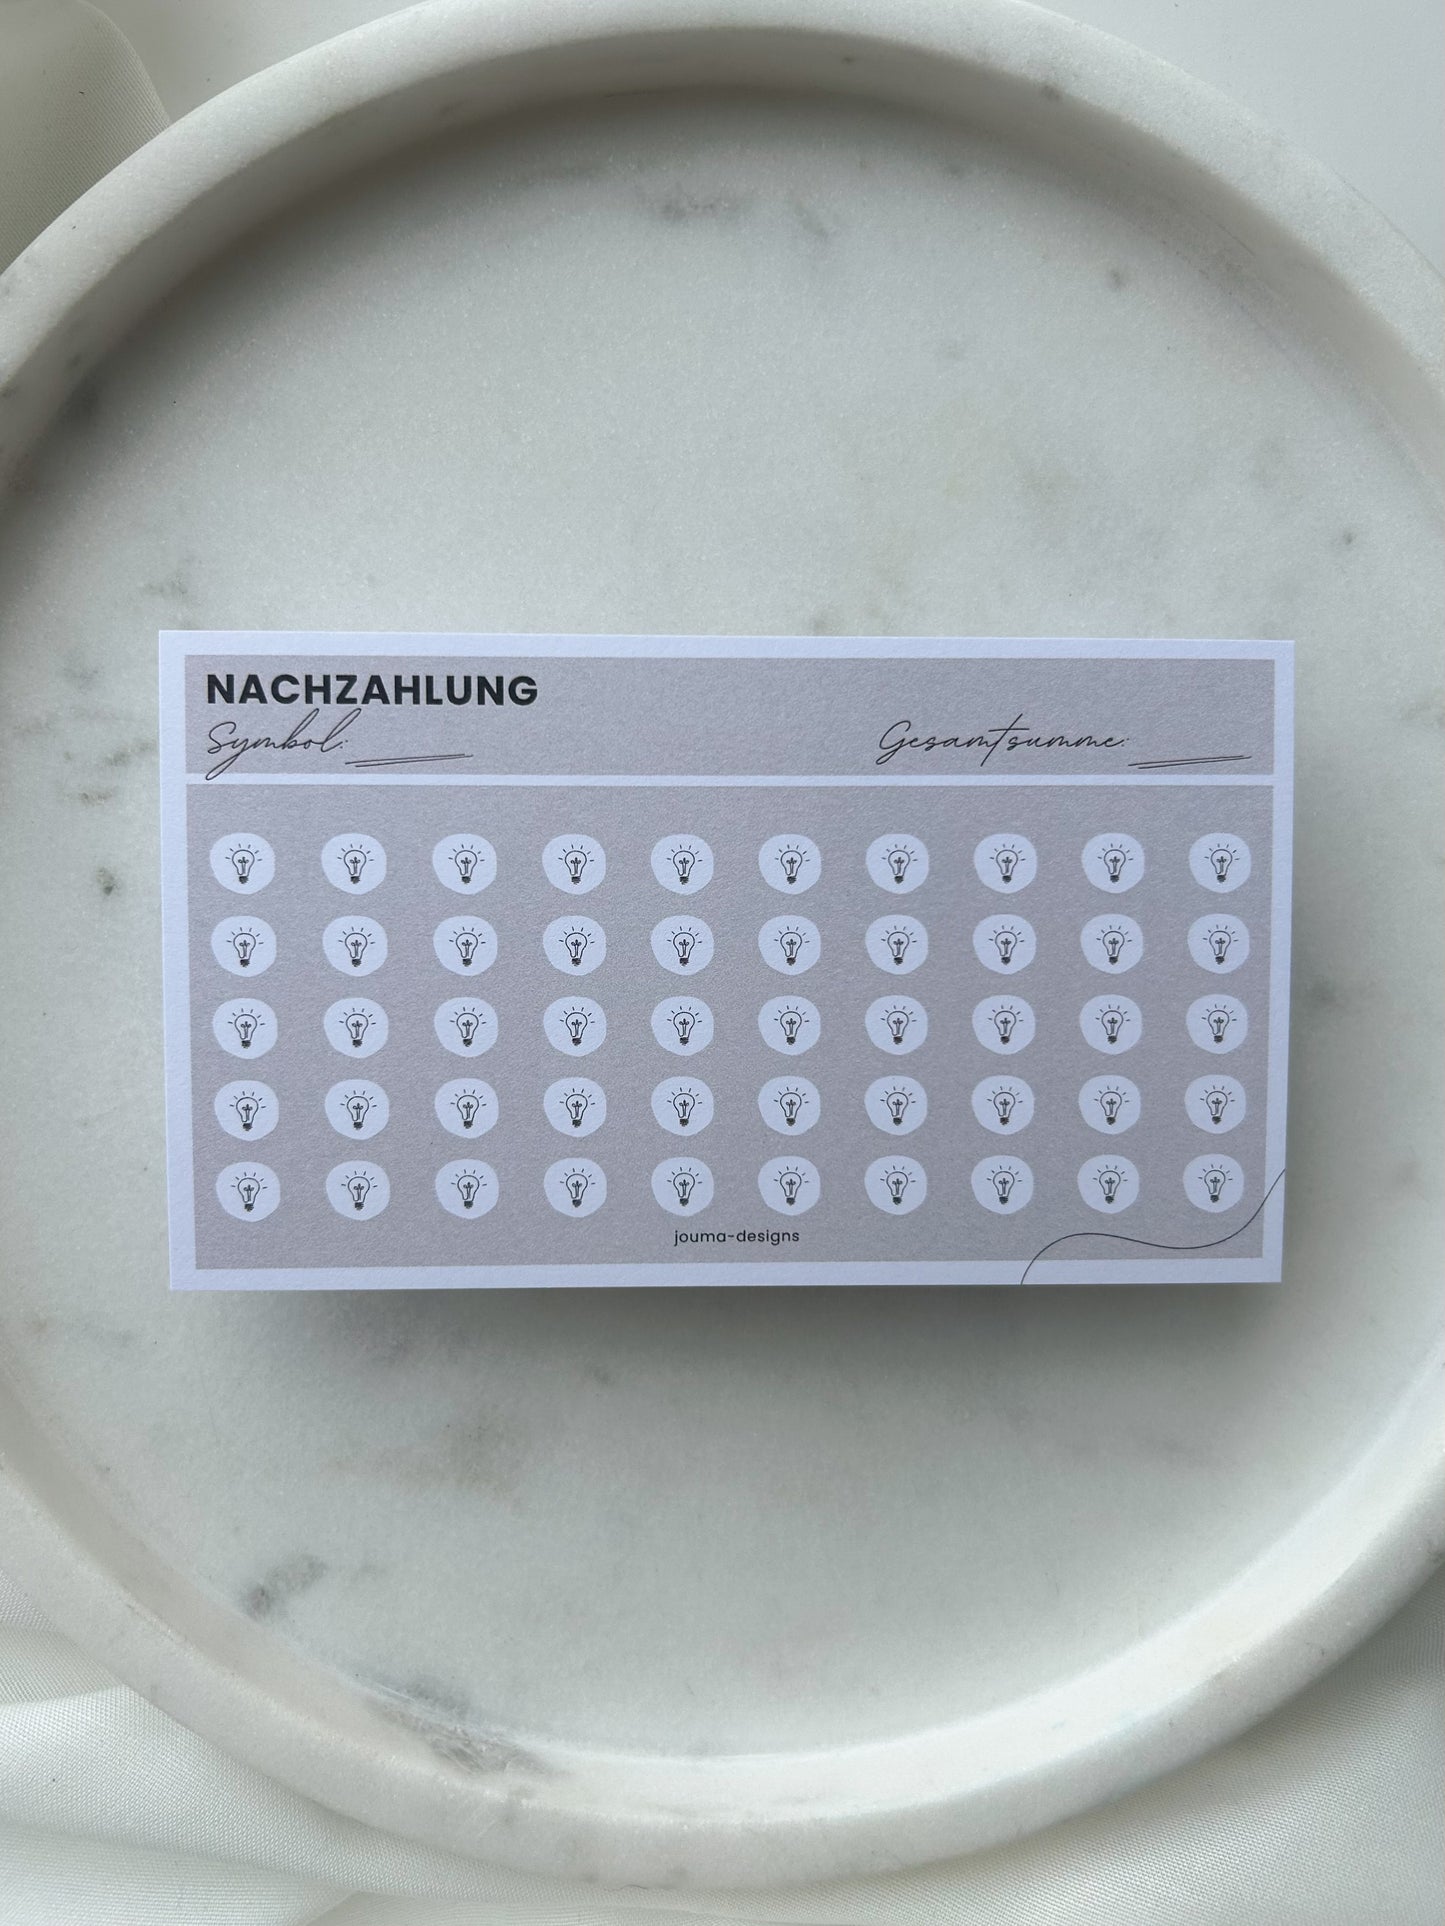 NACHZAHLUNG
Symbol: Gesamtsumme:
jouma-designs